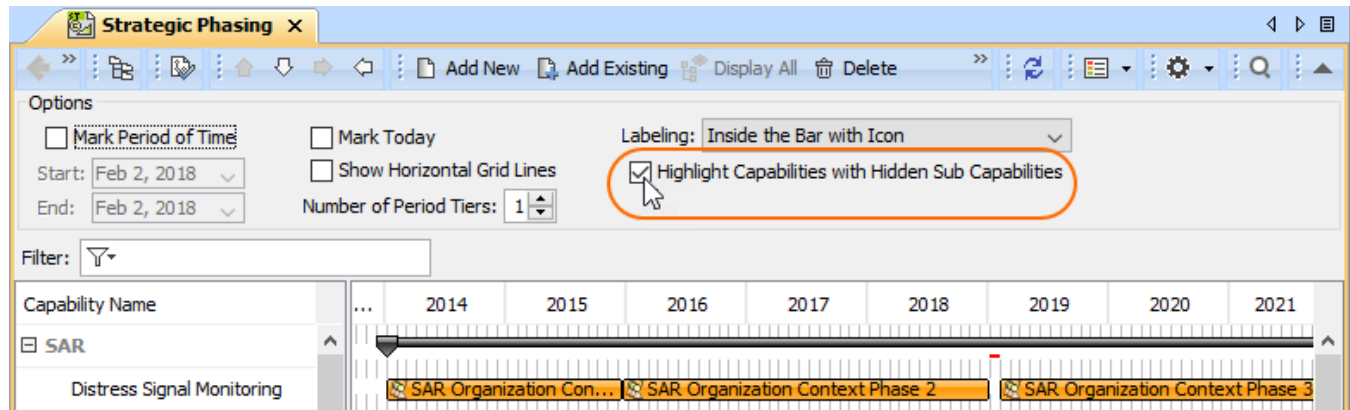 Strategic Phasing X
Add New Add Existing Display All Delete
Options
Mark Period of Time
Mark Today
Labeling: Inside the Bar with Icon
Start: Feb 2, 2018
Show Horizontal Grid Lines
Highlight Capabilities with Hidden Sub Capabilities
End: Feb 2, 2018
Number of Period Tiers: 1
Filter:
Capability Name
... 2014 2015 2016 2017 2018 2019 2020 2021
SAR
Distress Signal Monitoring
SAR Organization Con... SAR Organization Context Phase 2 SAR Organization Context Phase 3